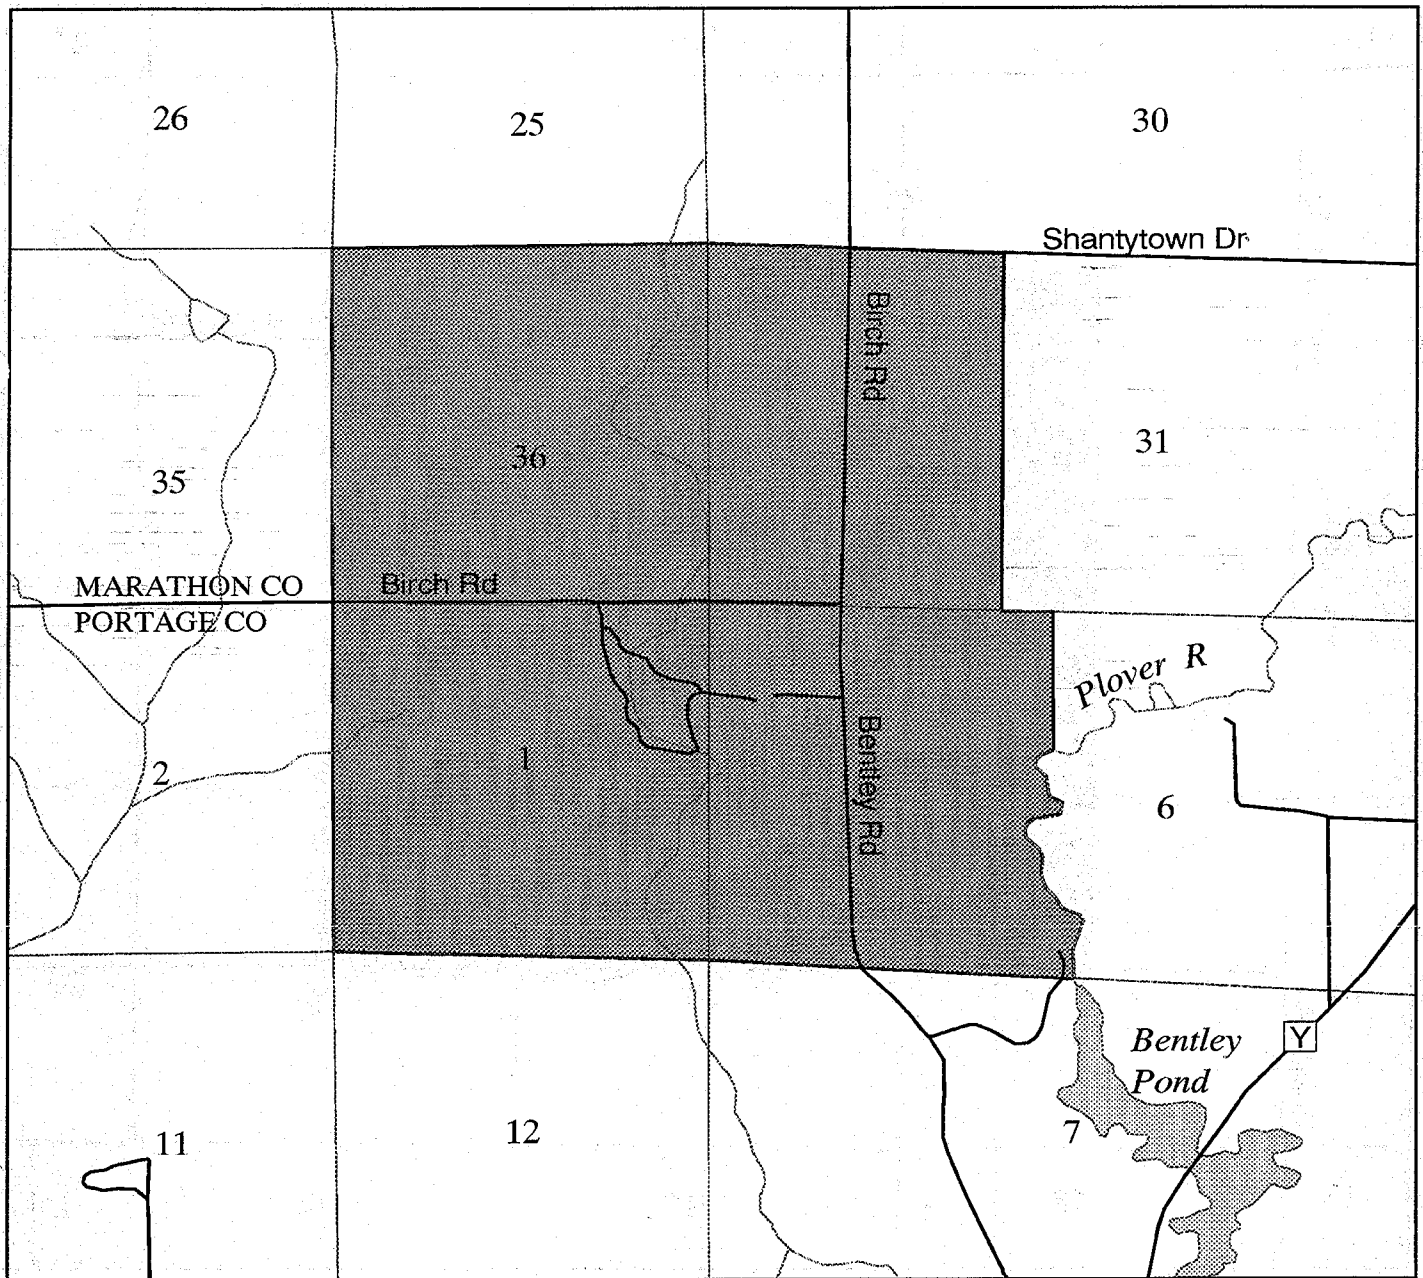 26
25
30
Shantytown Dr
Birch Rd
36
31
35
MARATHON CO
Birch Rd
PORTAGE CO
Plover R
Bentley Rd
1
2
6
Y
Bentley
Pond
7
11
12